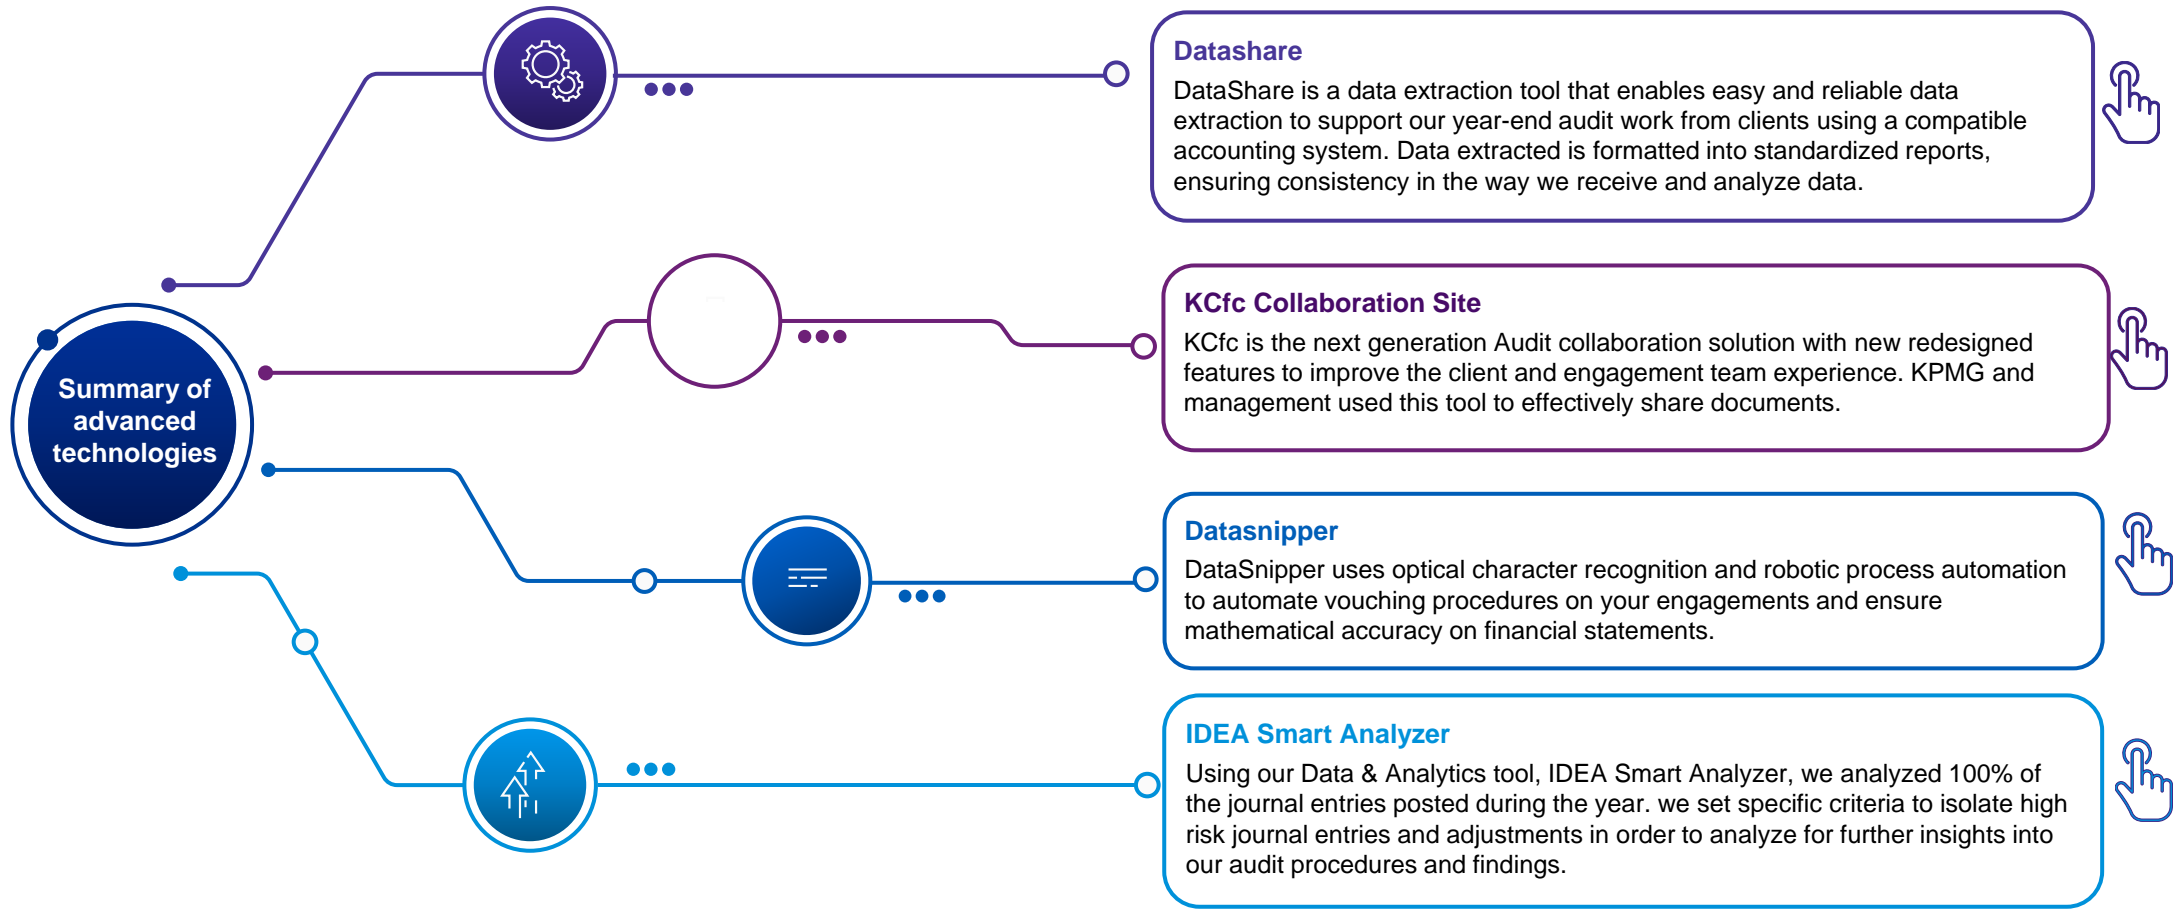 Summary of
advanced
technologies
Datashare
DataShare is a data extraction tool that enables easy and reliable data
extraction to support our year-end audit work from clients using a compatible
accounting system. Data extracted is formatted into standardized reports,
ensuring consistency in the way we receive and analyze data.
KCfc Collaboration Site
KCfc is the next generation Audit collaboration solution with new redesigned
features to improve the client and engagement team experience. KPMG and
management used this tool to effectively share documents.
Datasnipper
DataSnipper uses optical character recognition and robotic process automation
to automate vouching procedures on your engagements and ensure
mathematical accuracy on financial statements.
IDEA Smart Analyzer
Using our Data & Analytics tool, IDEA Smart Analyzer, we analyzed 100% of
the journal entries posted during the year. we set specific criteria to isolate high
risk journal entries and adjustments in order to analyze for further insights into
our audit procedures and findings.